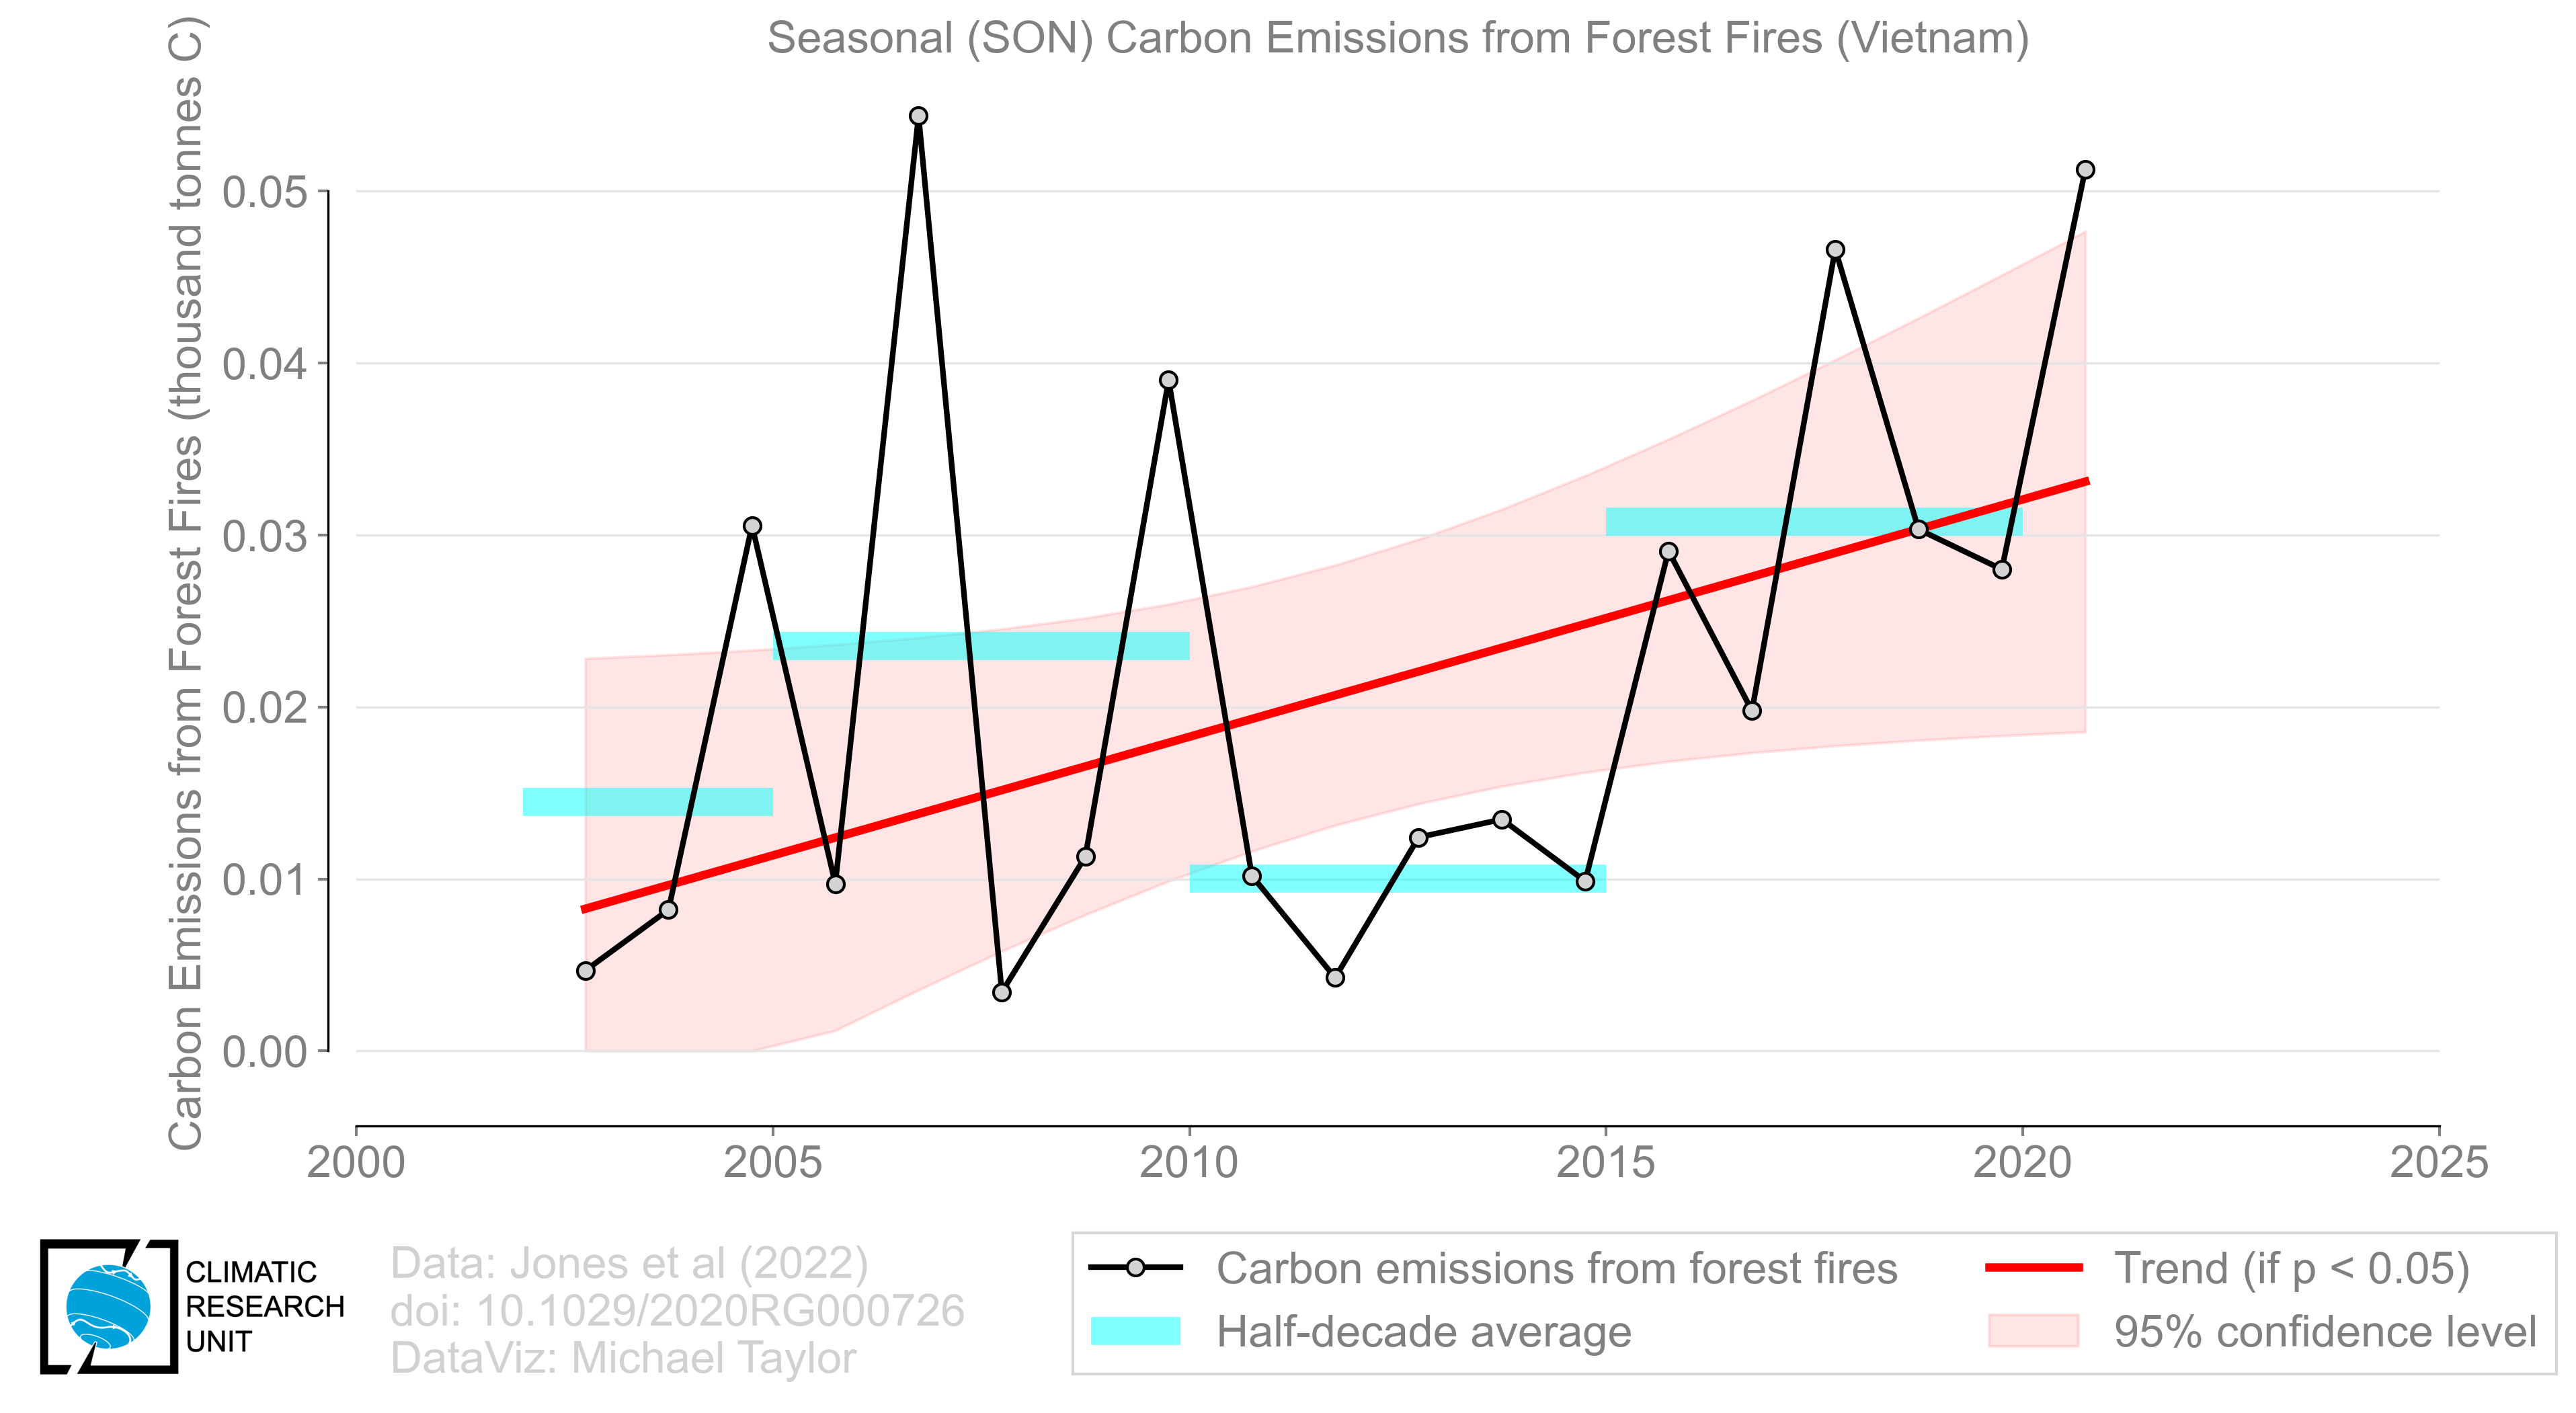 Seasonal (SON) Carbon Emissions from Forest Fires (Vietnam)
Carbon Emissions from Forest Fires (thousand tonnes C)
0.05
0.04
0.03
0.02
0.01
0.00
2000 2005 2010 2015 2020 2025
CLIMATIC
RESEARCH
UNIT
Data: Jones et al (2022)
doi: 10.1029/2020RG000726
DataViz: Michael Taylor
Carbon emissions from forest fires
Half-decade average
Trend (if p < 0.05)
95% confidence level